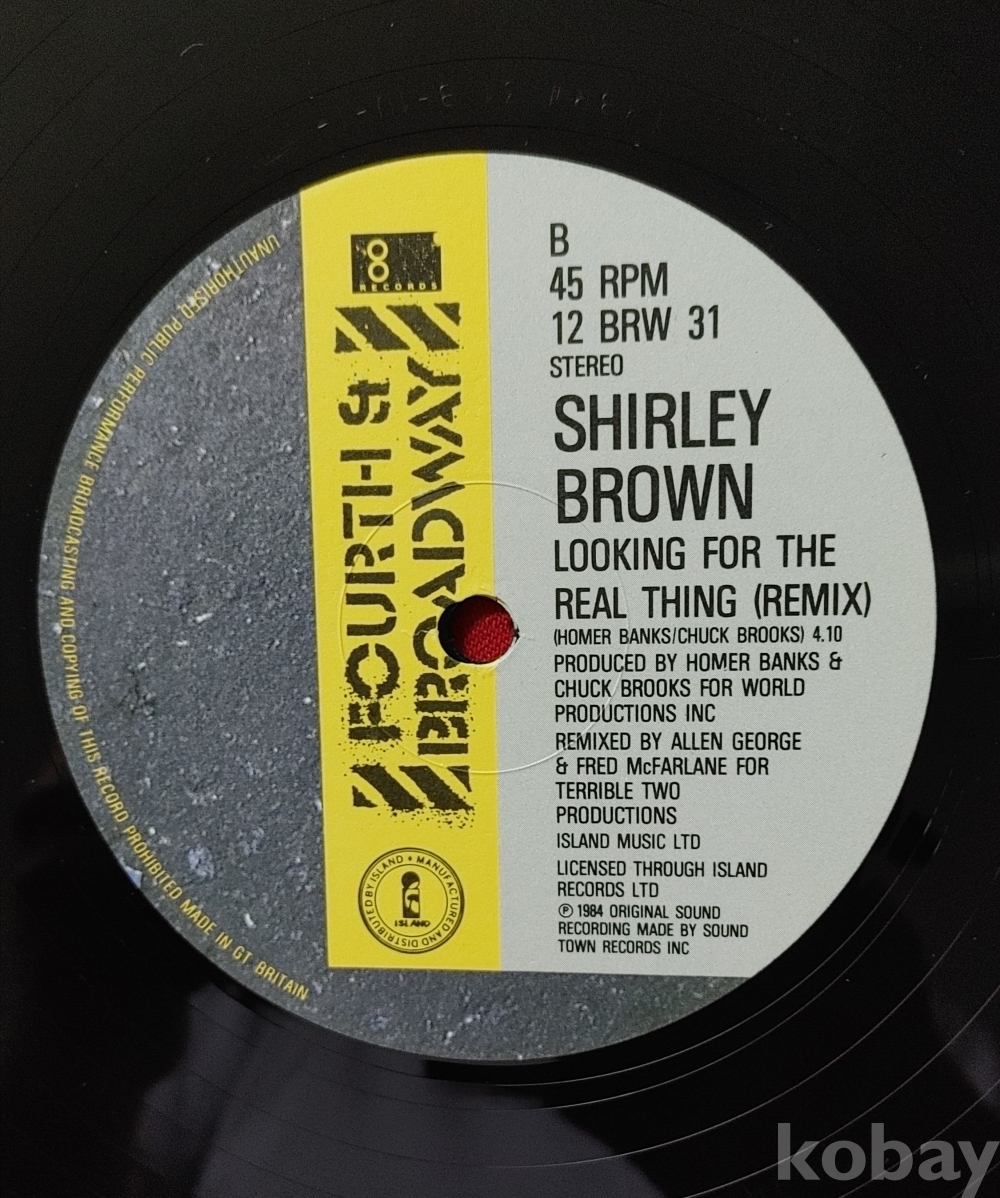 B
45 RPM
12 BRW 31
STEREO
SHIRLEY
BROWN
LOOKING FOR THE
REAL THING (REMIX)
(HOMER BANKS/CHUCK BROOKS) 4.10
PRODUCED BY HOMER BANKS &
CHUCK BROOKS FOR WORLD
PRODUCTIONS INC
REMIXED BY ALLEN GEORGE
& FRED McFARLANE FOR
TERRIBLE TWO
PRODUCTIONS
ISLAND MUSIC LTD
LICENSED THROUGH ISLAND
RECORDS LTD
℗ 1984 ORIGINAL SOUND
RECORDING MADE BY SOUND
TOWN RECORDS INC
RECORDS
FOURTH &
BROADWAY
MANUFACTURED AND DISTRIBUTED BY ISLAND
ISLAND
UNAUTHORISED PUBLIC PERFORMANCE BROADCASTING AND COPYING OF THIS RECORD PROHIBITED MADE IN GT BRITAIN
kobay